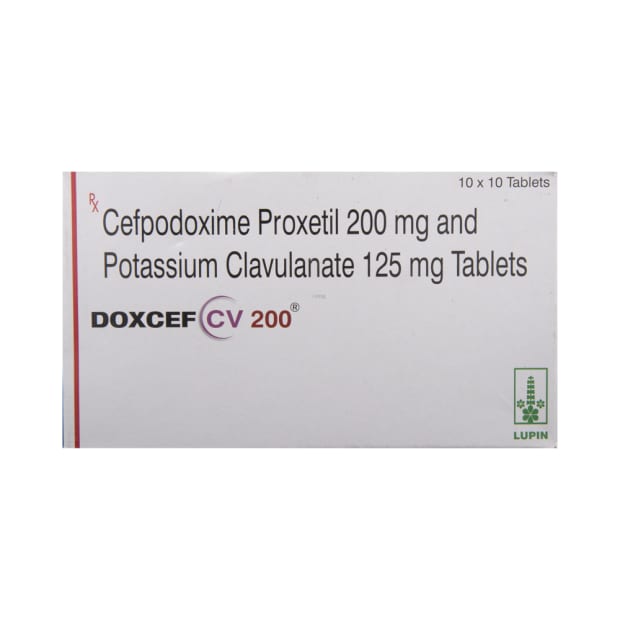 10 x 10 Tablets
Rx
Cefpodoxime Proxetil 200 mg and
Potassium Clavulanate 125 mg Tablets
DOXCEF CV 200®
LUPIN